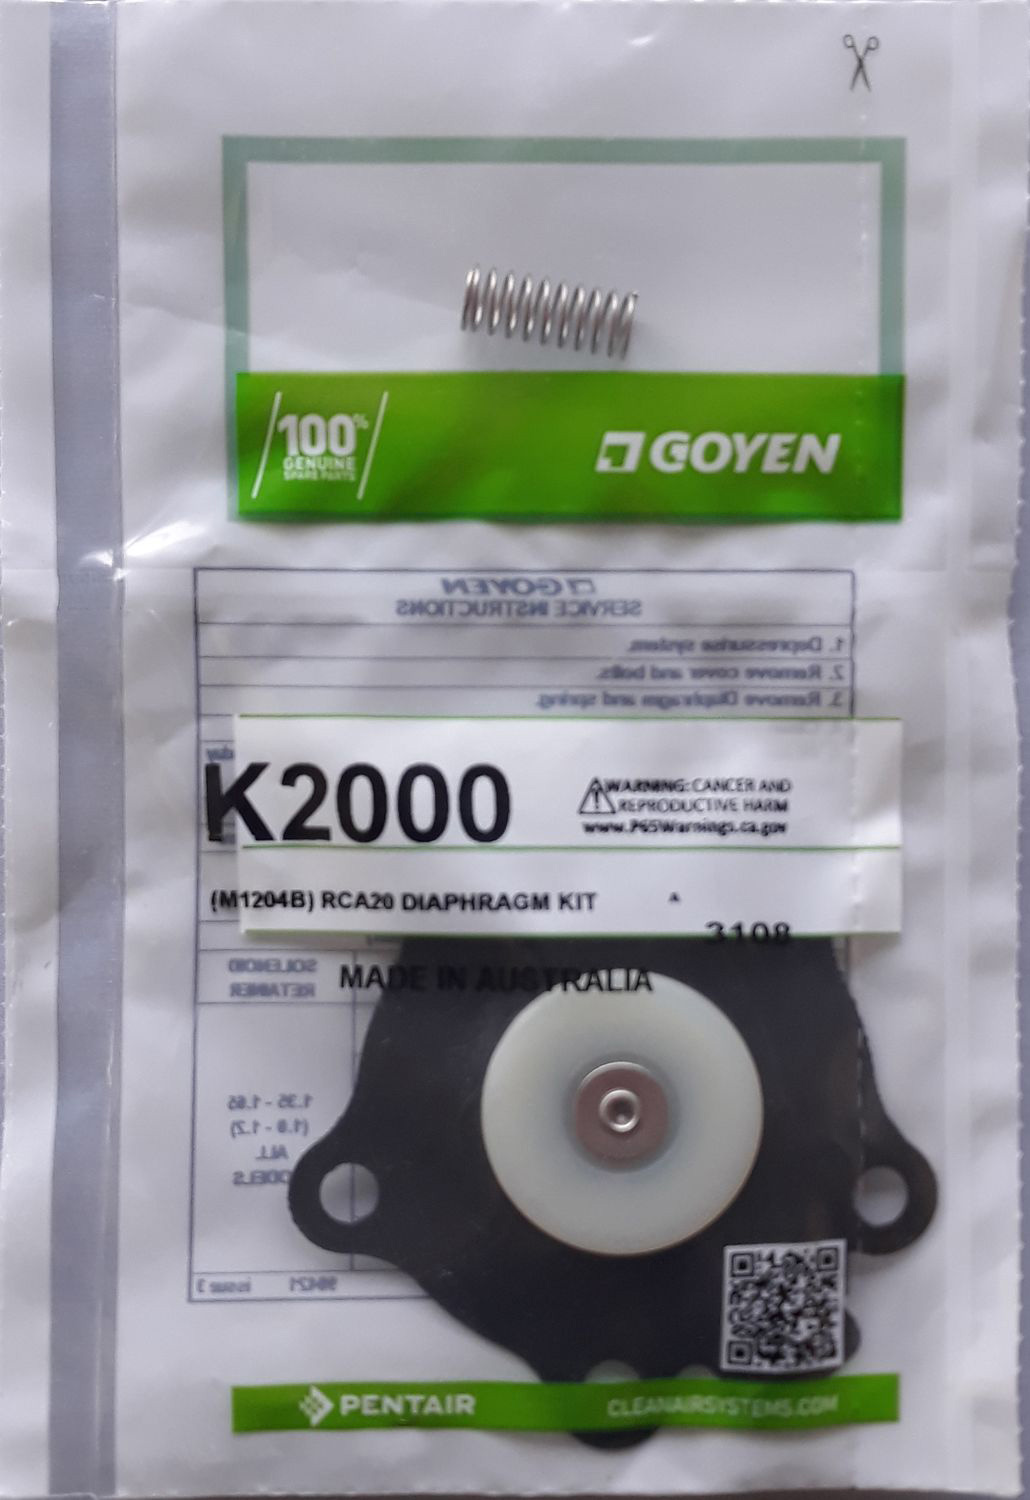 100%
GENUINE
SPARE PARTS
GOYEN
GOYEN
SERVICE INSTRUCTIONS
1. Depressurise system.
2. Remove cover and bolts.
3. Remove Diaphragm and spring.
K2000
WARNING: CANCER AND
REPRODUCTIVE HARM
www.P65Warnings.ca.gov
(M1204B) RCA20 DIAPHRAGM KIT A
3108
MADE IN AUSTRALIA
SOLENOID
RETAINER
1.35 - 1.65
(1.0 - 1.2)
ALL
98421 issue 3
PENTAIR CLEANAIRSYSTEMS.COM